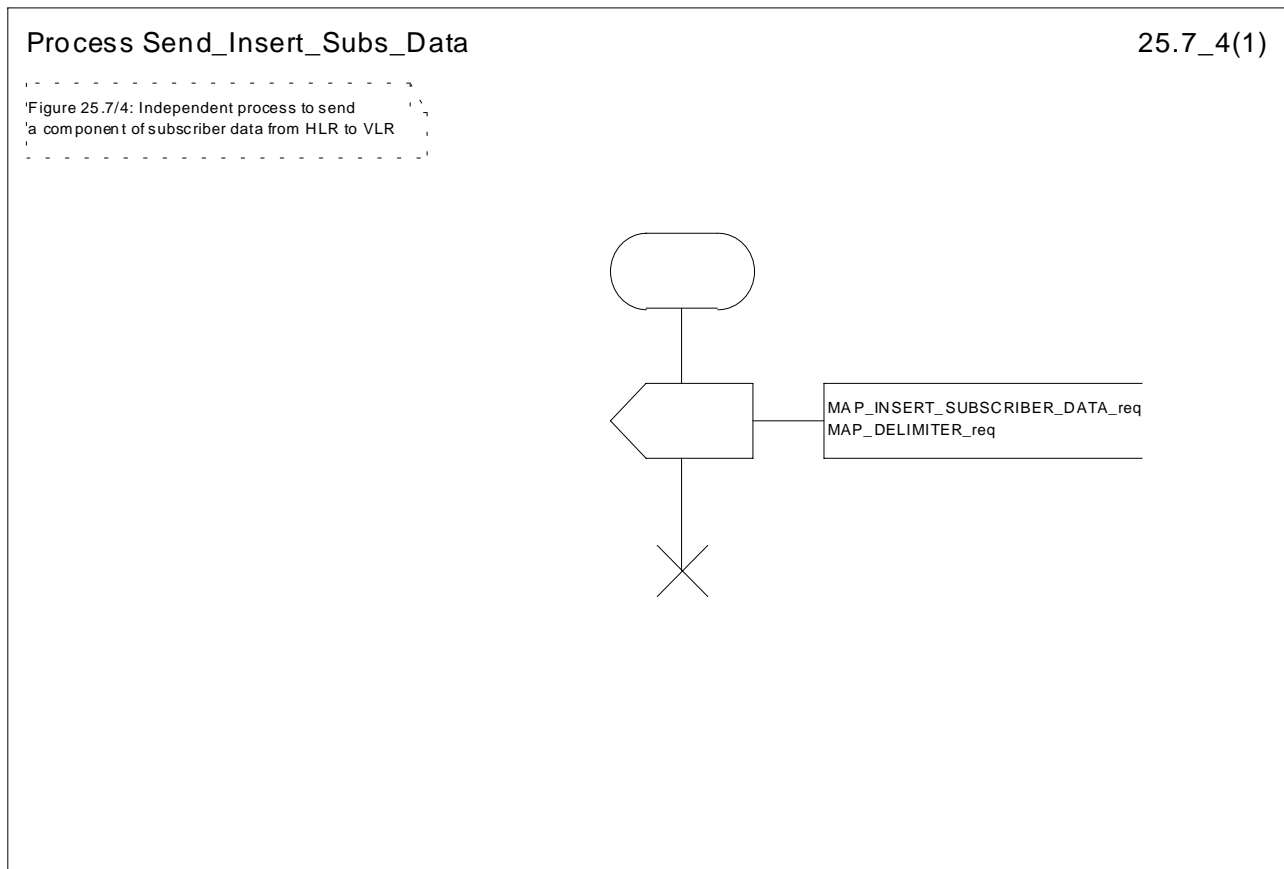 Process Send_Insert_Subs_Data
25.7_4(1)
Figure 25.7/4: Independent process to send
a component of subscriber data from HLR to VLR
MAP_INSERT_SUBSCRIBER_DATA_req
MAP_DELIMITER_req